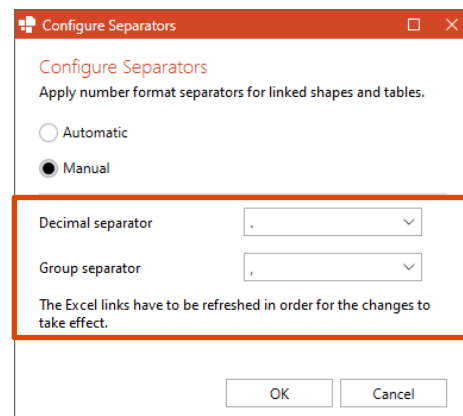 Configure Separators
Configure Separators
Apply number format separators for linked shapes and tables.
Automatic
Manual
Decimal separator .
Group separator ,
The Excel links have to be refreshed in order for the changes to
take effect.
OK Cancel